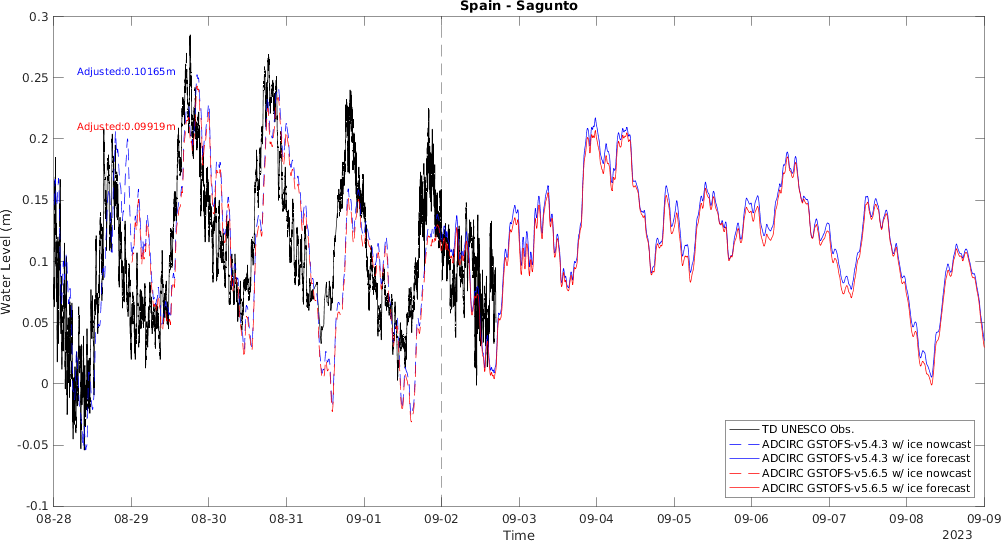 Spain - Sagunto
0.3
0.25
0.2
0.15
0.1
0.05
0
-0.05
-0.1
Water Level (m)
Adjusted:0.10165m
Adjusted:0.09919m
TD UNESCO Obs.
ADCIRC GSTOFS-v5.4.3 w/ ice nowcast
ADCIRC GSTOFS-v5.4.3 w/ ice forecast
ADCIRC GSTOFS-v5.6.5 w/ ice nowcast
ADCIRC GSTOFS-v5.6.5 w/ ice forecast
08-28 08-29 08-30 08-31 09-01 09-02 09-03 09-04 09-05 09-06 09-07 09-08 09-09
Time
2023